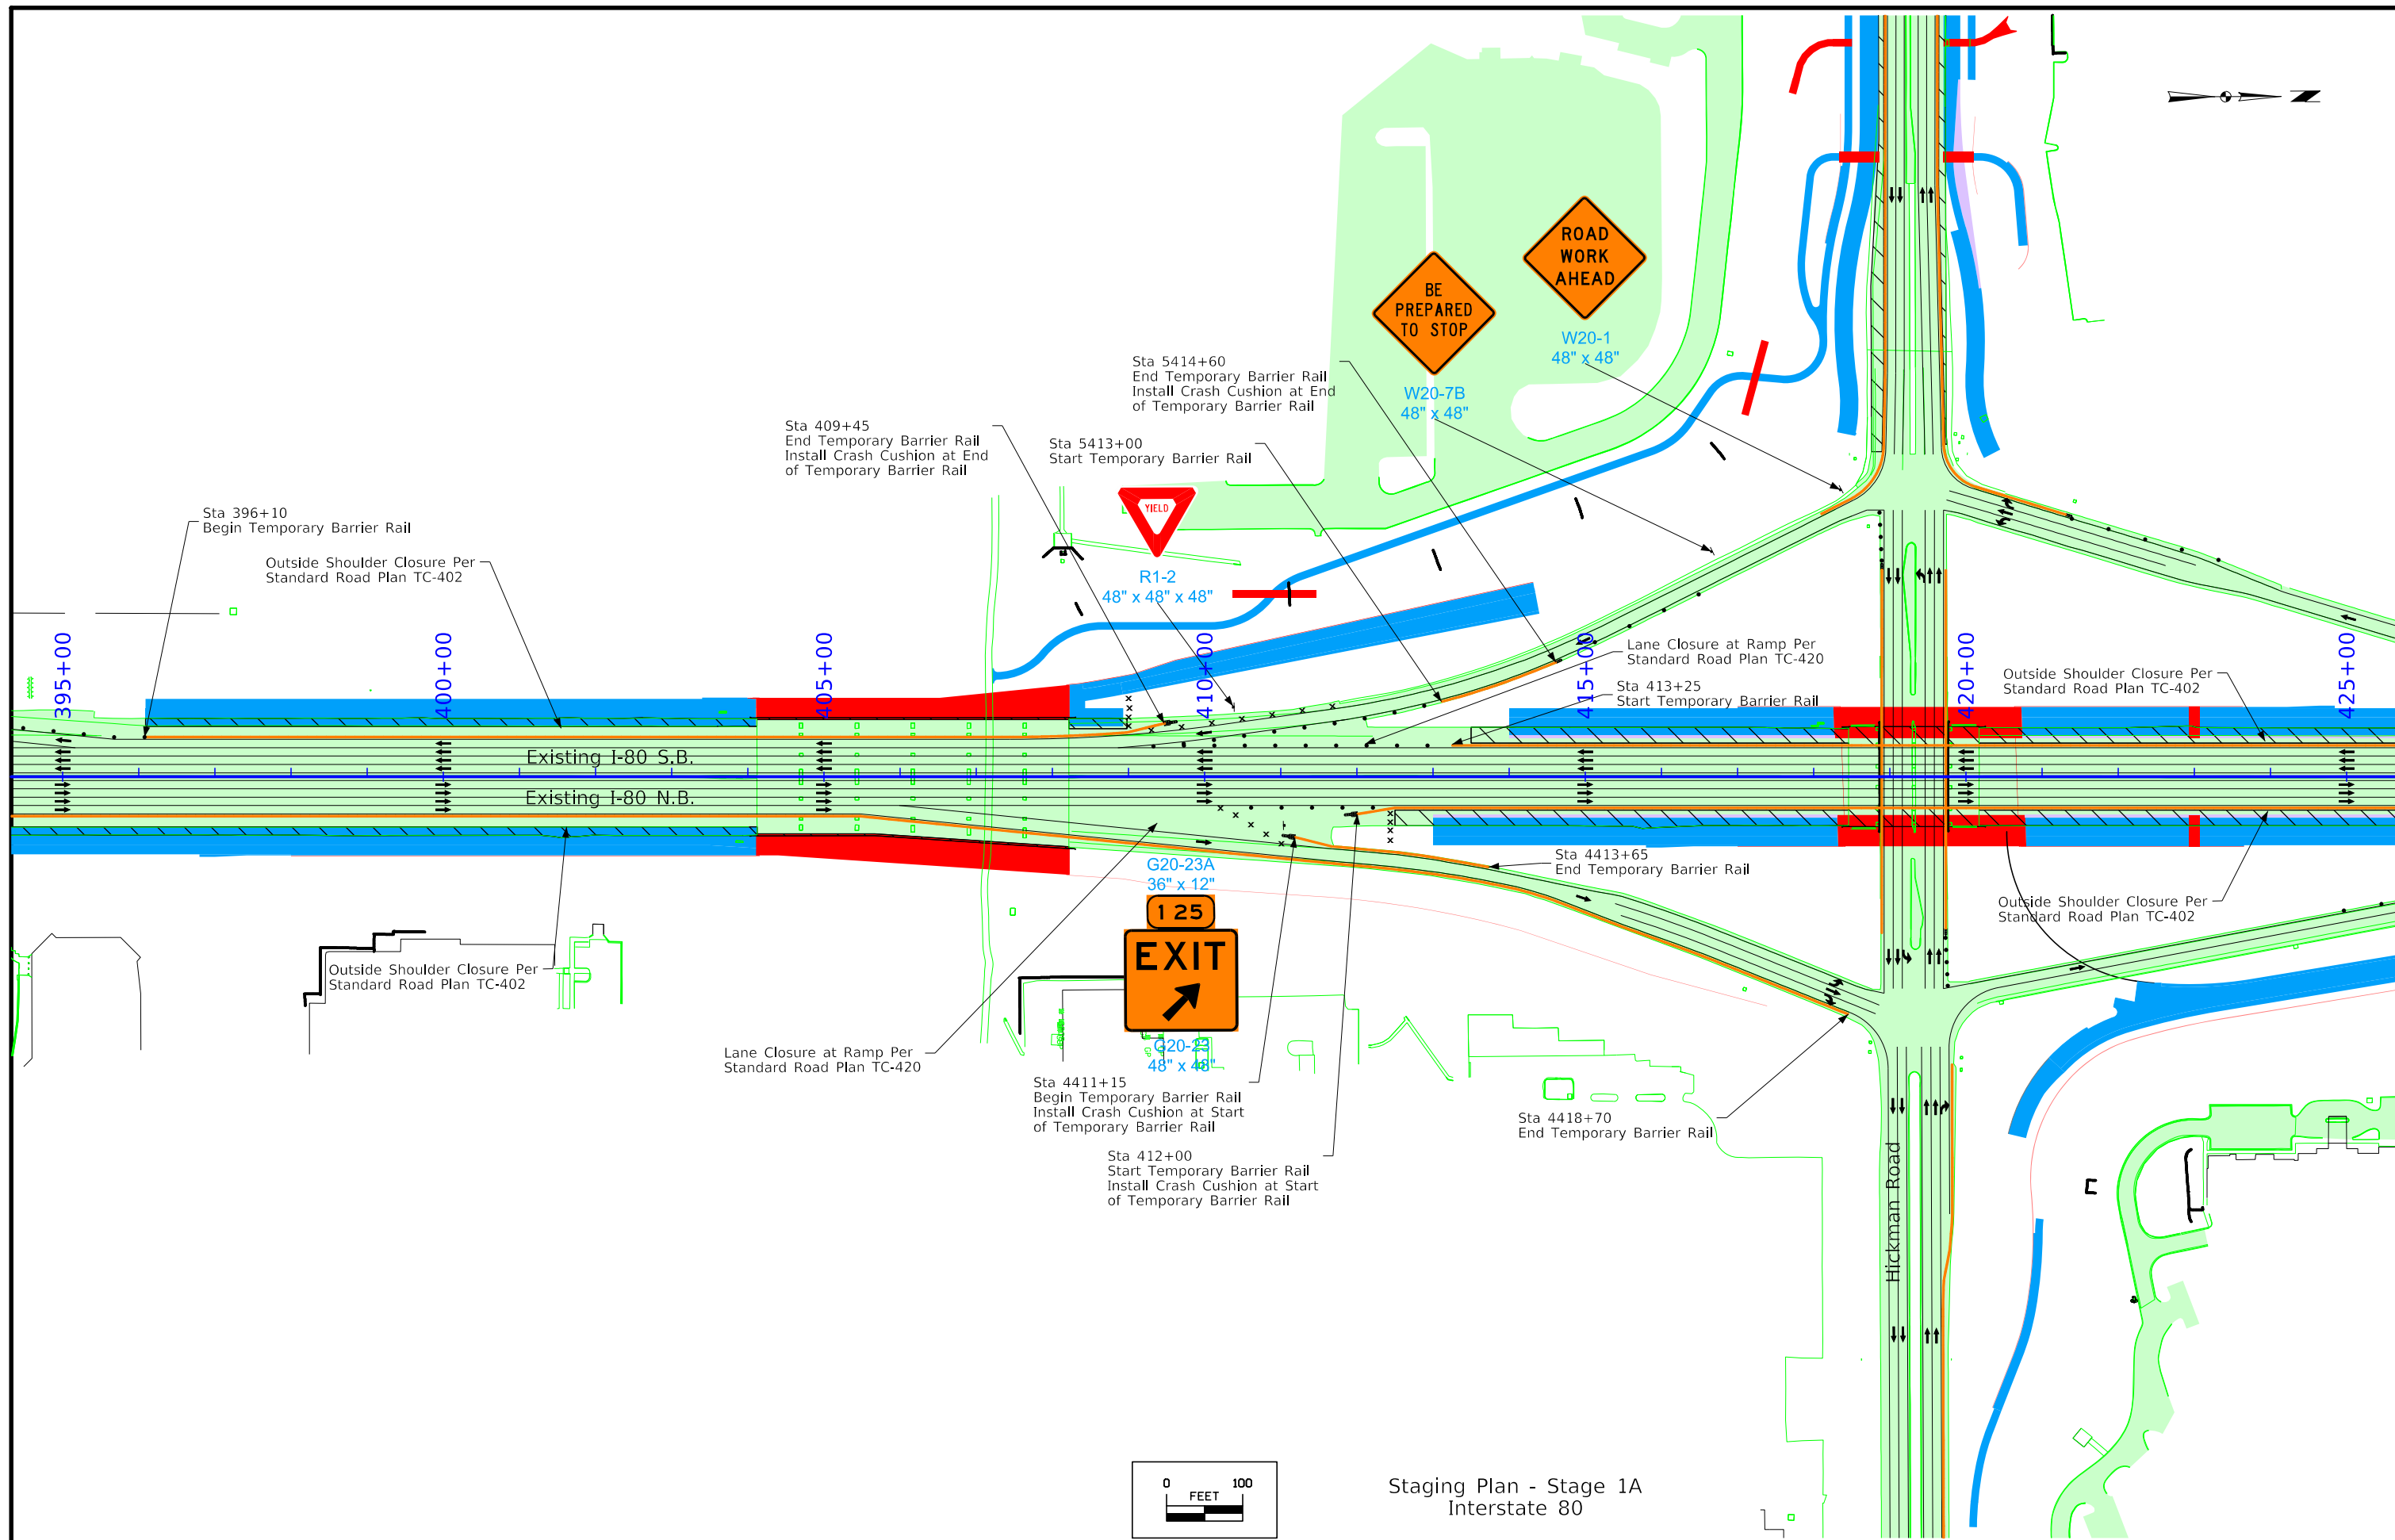 ROAD
WORK
AHEAD
W20-1
48" x 48"
BE
PREPARED
TO STOP
W20-7B
48" x 48"
Sta 5414+60
End Temporary Barrier Rail
Install Crash Cushion at End
of Temporary Barrier Rail
Sta 409+45
End Temporary Barrier Rail
Install Crash Cushion at End
of Temporary Barrier Rail
Sta 5413+00
Start Temporary Barrier Rail
YIELD
R1-2
48" x 48" x 48"
Sta 396+10
Begin Temporary Barrier Rail
Outside Shoulder Closure Per
Standard Road Plan TC-402
Lane Closure at Ramp Per
Standard Road Plan TC-420
Sta 413+25
Start Temporary Barrier Rail
Outside Shoulder Closure Per
Standard Road Plan TC-402
395+00
400+00
405+00
410+00
415+00
420+00
425+00
Existing I-80 S.B.
Existing I-80 N.B.
Sta 4413+65
End Temporary Barrier Rail
G20-23A
36" x 12"
125
EXIT
G20-23
48" x 48"
Outside Shoulder Closure Per
Standard Road Plan TC-402
Outside Shoulder Closure Per
Standard Road Plan TC-402
Lane Closure at Ramp Per
Standard Road Plan TC-420
Sta 4411+15
Begin Temporary Barrier Rail
Install Crash Cushion at Start
of Temporary Barrier Rail
Sta 4418+70
End Temporary Barrier Rail
Sta 412+00
Start Temporary Barrier Rail
Install Crash Cushion at Start
of Temporary Barrier Rail
Hickman Road
0 100
FEET
Staging Plan - Stage 1A
Interstate 80
N